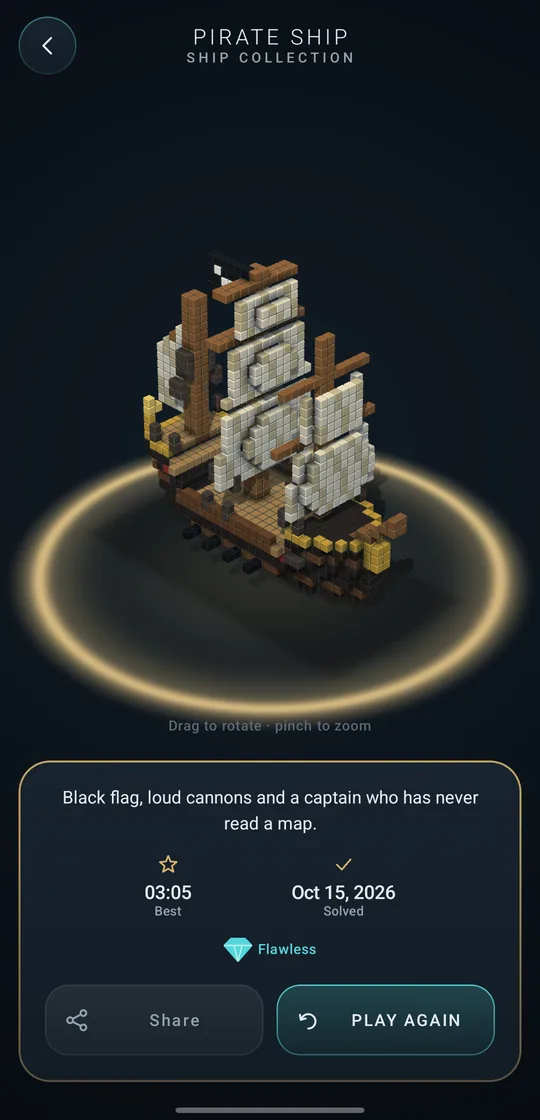 PIRATE SHIP
SHIP COLLECTION
Drag to rotate · pinch to zoom
Black flag, loud cannons and a captain who has never
read a map.
03:05
Best
Oct 15, 2026
Solved
Flawless
Share
PLAY AGAIN